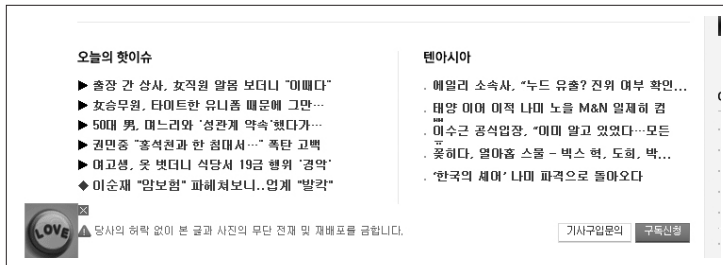 오늘의 핫이슈
▶ 출장 간 상사, 女직원 알몸 보더니 "이때다"
▶ 女승무원, 타이트한 유니폼 때문에 그만…
▶ 50대 男, 며느리와 '성관계 약속'했다가…
▶ 권민중 "홍석천과 한 침대서…" 폭탄 고백
▶ 여고생, 옷 벗더니 식당서 19금 행위 '경악'
◆ 이순재 "암보험" 파헤쳐보니..업계 "발칵"
텐아시아
. 에일리 소속사, "누드 유출? 진위 여부 확인...
. 태양 이어 이적 나미 노을 M&N 일제히 컴
. 이수근 공식입장, "이미 알고 있었다…모든
. 꽂히다, 열아홉 스물 – 빅스 혁, 도희, 박...
. '한국의 셰어' 나미 파격으로 돌아오다
LOVE
당사의 허락 없이 본 글과 사진의 무단 전재 및 재배포를 금합니다.
기사구입문의
구독신청